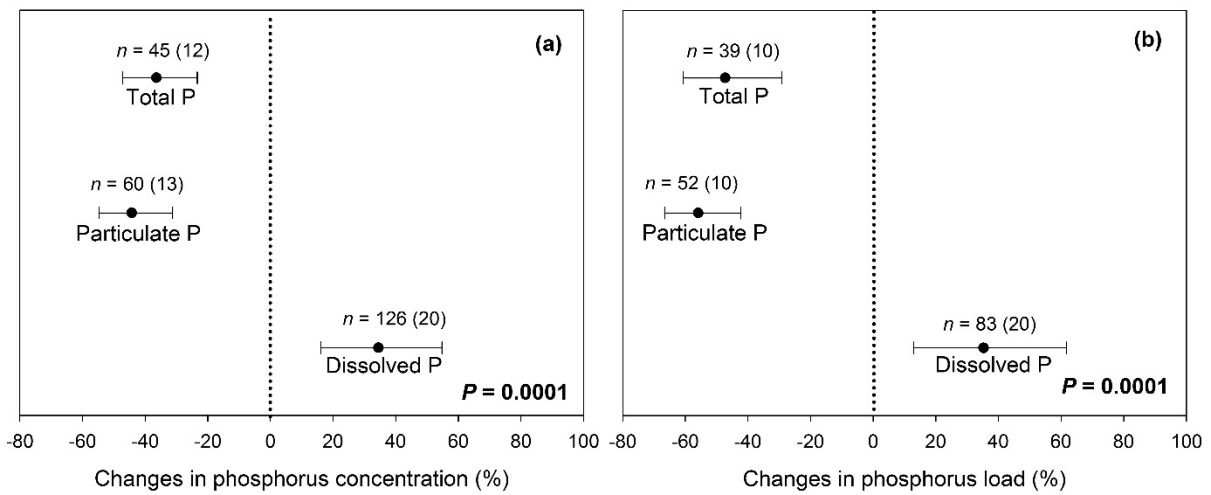 (a)
n = 45 (12)
Total P
n = 60 (13)
Particulate P
n = 126 (20)
Dissolved P
P = 0.0001
-80 -60 -40 -20 0 20 40 60 80 100
Changes in phosphorus concentration (%)
(b)
n = 39 (10)
Total P
n = 52 (10)
Particulate P
n = 83 (20)
Dissolved P
P = 0.0001
-80 -60 -40 -20 0 20 40 60 80 100
Changes in phosphorus load (%)